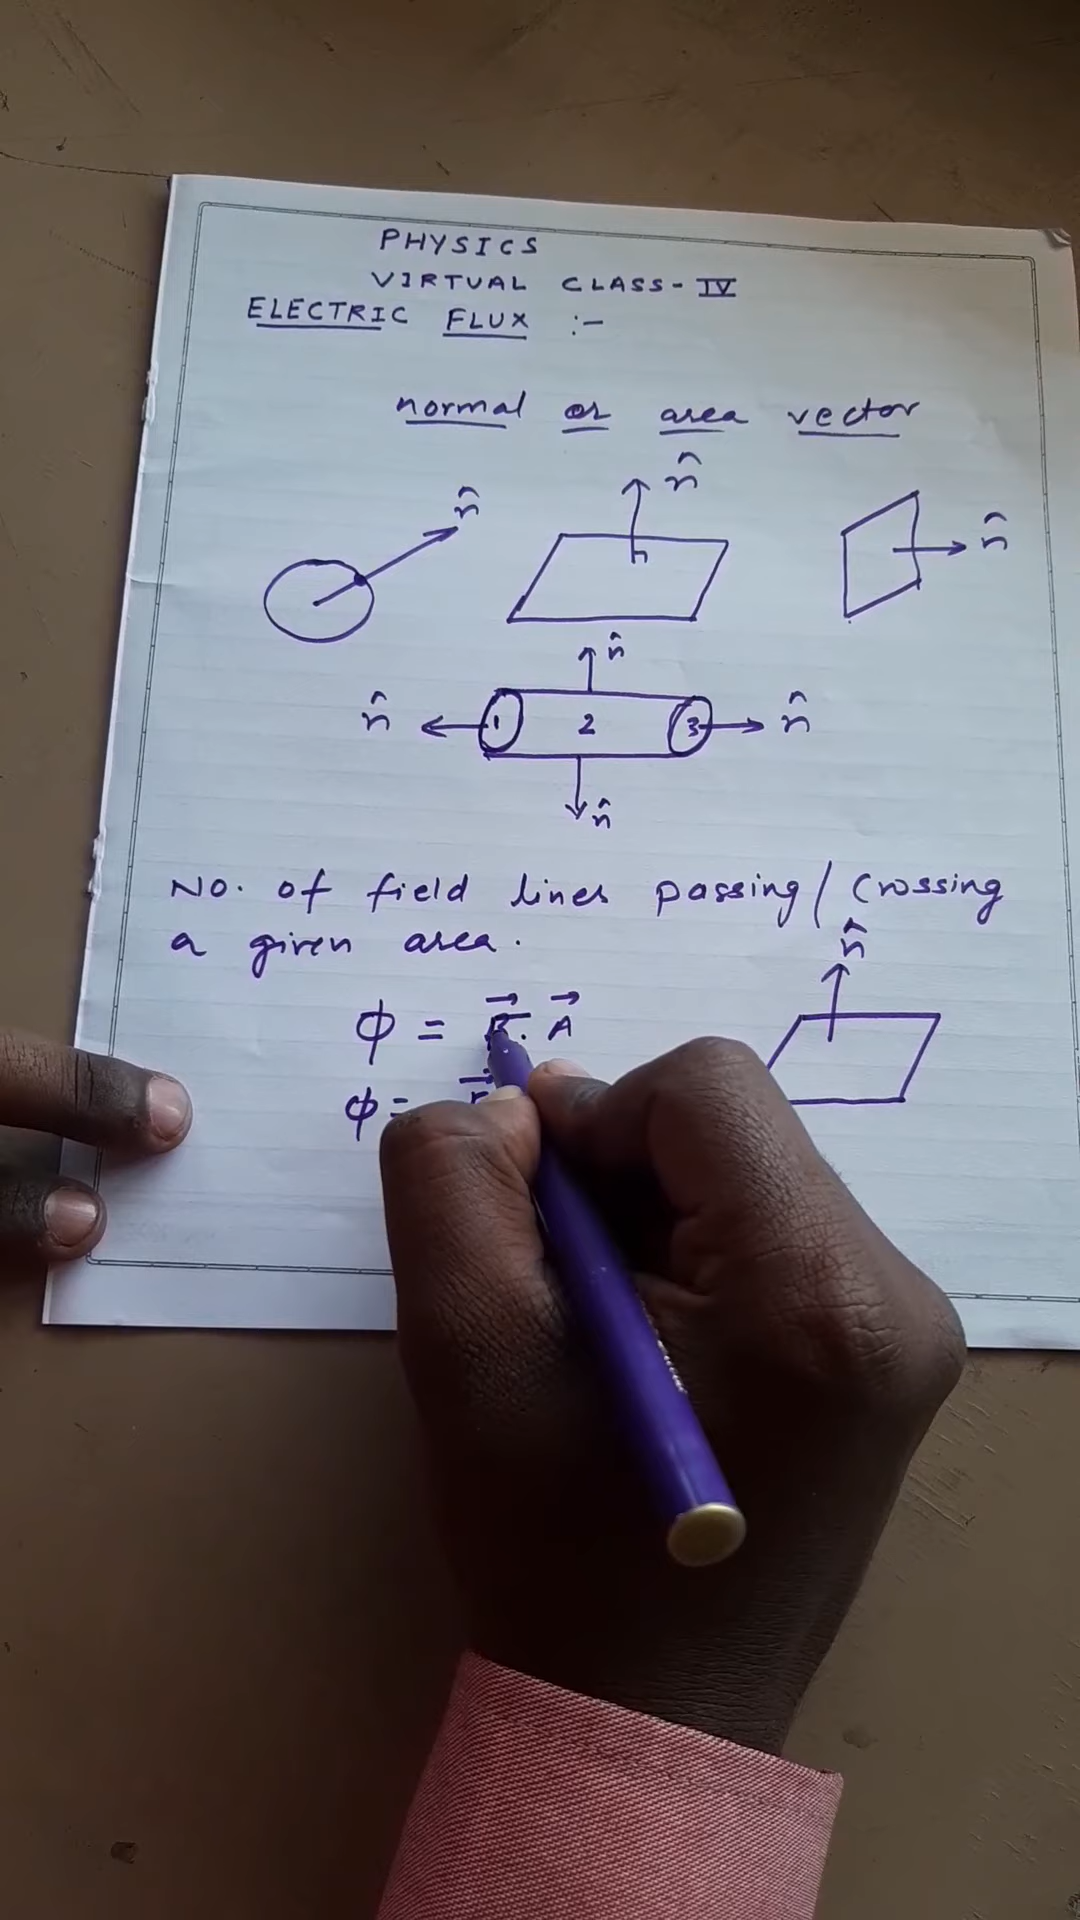 PHYSICS
VIRTUAL CLASS-IV
ELECTRIC FLUX :-
normal or area vector
n̂ n̂ n̂
n̂
n̂ 1 2 3 n̂
n̂
No. of field lines passing/ Crossing
a given area.
n̂
ϕ = . A⃗
ϕ =